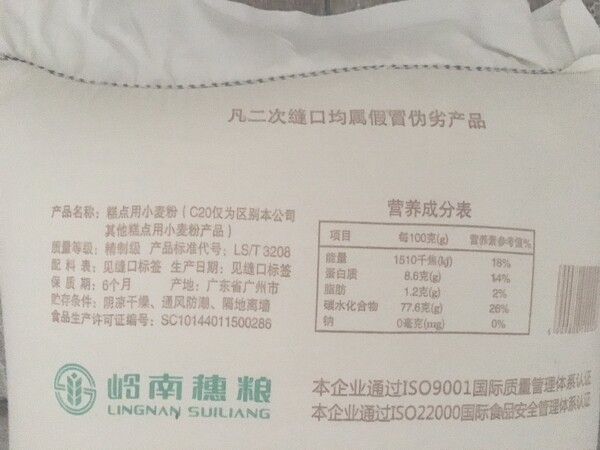 凡二次缝口均属假冒伪劣产品
产品名称：糕点用小麦粉（C20仅为区别本公司
其他糕点用小麦粉产品）
质量等级：精制级 产品标准代号：LS/T 3208
配 料 表：见缝口标签 生产日期：见缝口标签
保 质 期：6个月 产地：广东省广州市
贮存条件：阴凉干燥、通风防潮、隔地离墙
食品生产许可证编号：SC10144011500286
营养成分表
项目 每100克(g) 营养素参考值%
能量 1510千焦(kJ) 18%
蛋白质 8.6克(g) 14%
脂肪 1.2克(g) 2%
碳水化合物 77.6克(g) 26%
钠 0毫克(mg) 0%
岭南穗粮
LINGNAN SUILIANG
本企业通过ISO9001国际质量管理体系认证
本企业通过ISO22000国际食品安全管理体系认证